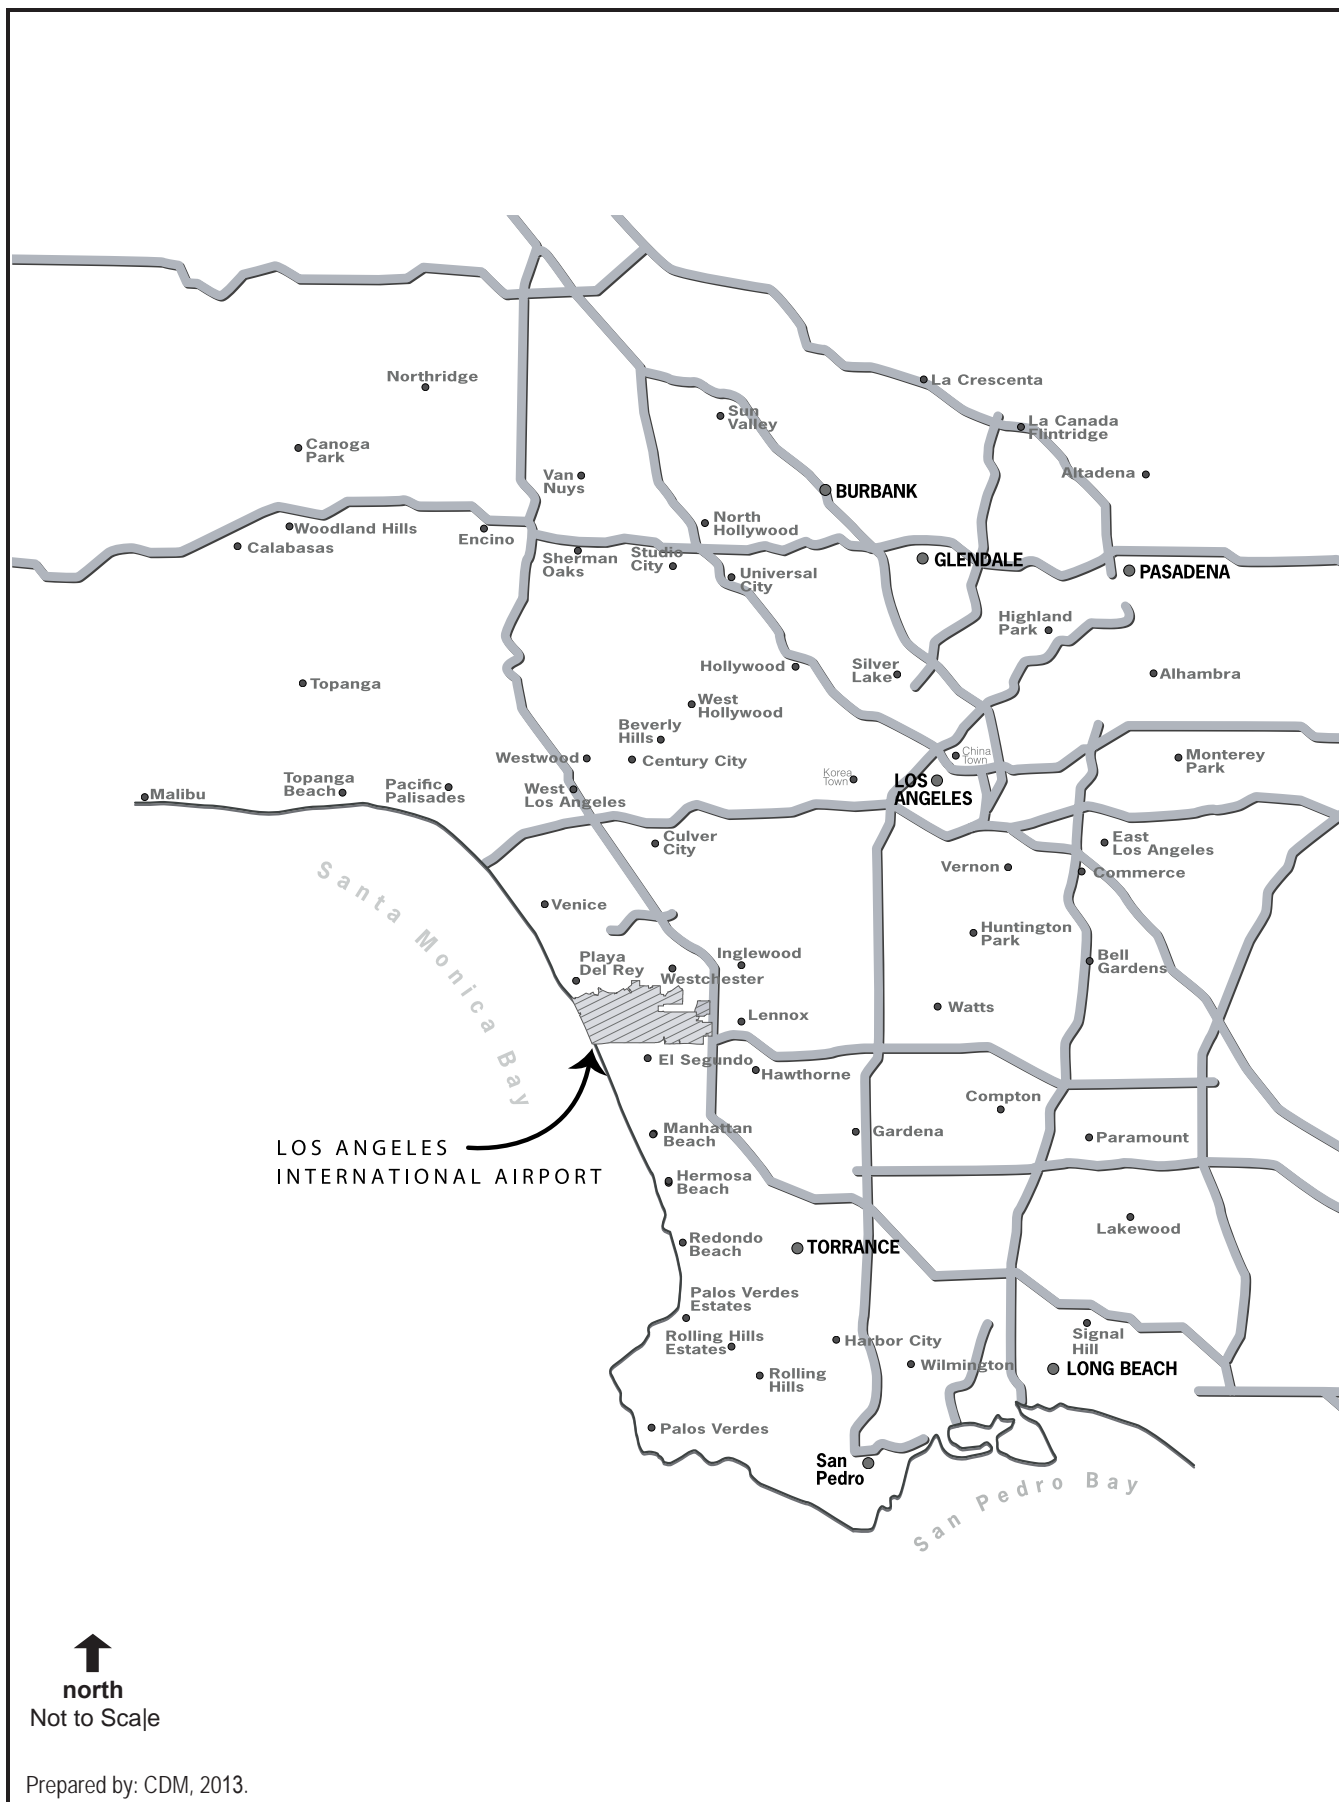 Northridge
La Crescenta
Sun
Valley
La Canada
Flintridge
Canoga
Park
Altadena
Van
Nuys
BURBANK
North
Hollywood
Woodland Hills
Encino
Calabasas
Sherman
Oaks
Studio
City
GLENDALE
Universal
City
PASADENA
Highland
Park
Hollywood
Silver
Lake
Alhambra
Topanga
West
Hollywood
Beverly
Hills
Westwood
Century City
China
Town
Monterey
Park
Korea
Town
LOS
ANGELES
Topanga
Beach
Pacific
Palisades
Malibu
West
Los Angeles
Culver
City
East
Los Angeles
Vernon
Commerce
Santa Monica Bay
Venice
Huntington
Park
Playa
Del Rey
Inglewood
Westchester
Bell
Gardens
Lennox
Watts
El Segundo
Hawthorne
Compton
LOS ANGELES
INTERNATIONAL AIRPORT
Manhattan
Beach
Gardena
Paramount
Hermosa
Beach
Lakewood
Redondo
Beach
TORRANCE
Palos Verdes
Estates
Rolling Hills
Estates
Harbor City
Signal
Hill
Wilmington
LONG BEACH
Rolling
Hills
Palos Verdes
San
Pedro
San Pedro Bay
north
Not to Scale
Prepared by: CDM, 2013.